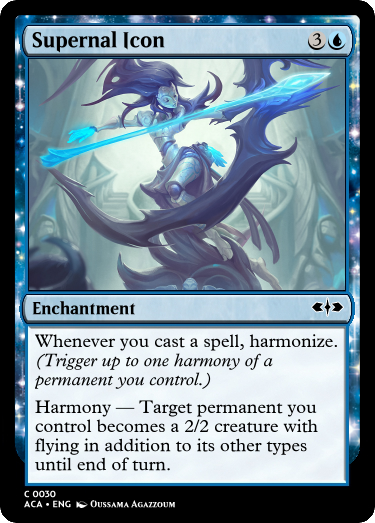 Supernal Icon 3
Enchantment
Whenever you cast a spell, harmonize.
(Trigger up to one harmony of a
permanent you control.)
Harmony — Target permanent you
control becomes a 2/2 creature with
flying in addition to its other types
until end of turn.
C 0030
ACA • ENG Oussama Agazzoum